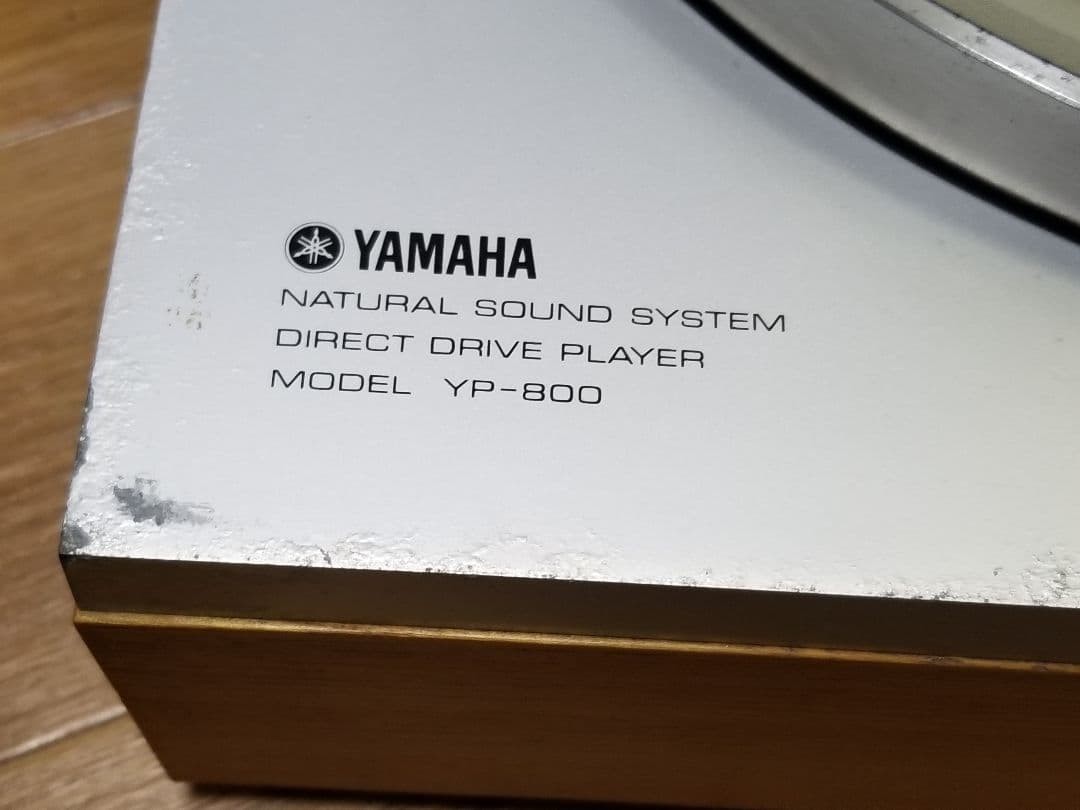 YAMAHA
NATURAL SOUND SYSTEM
DIRECT DRIVE PLAYER
MODEL YP-800